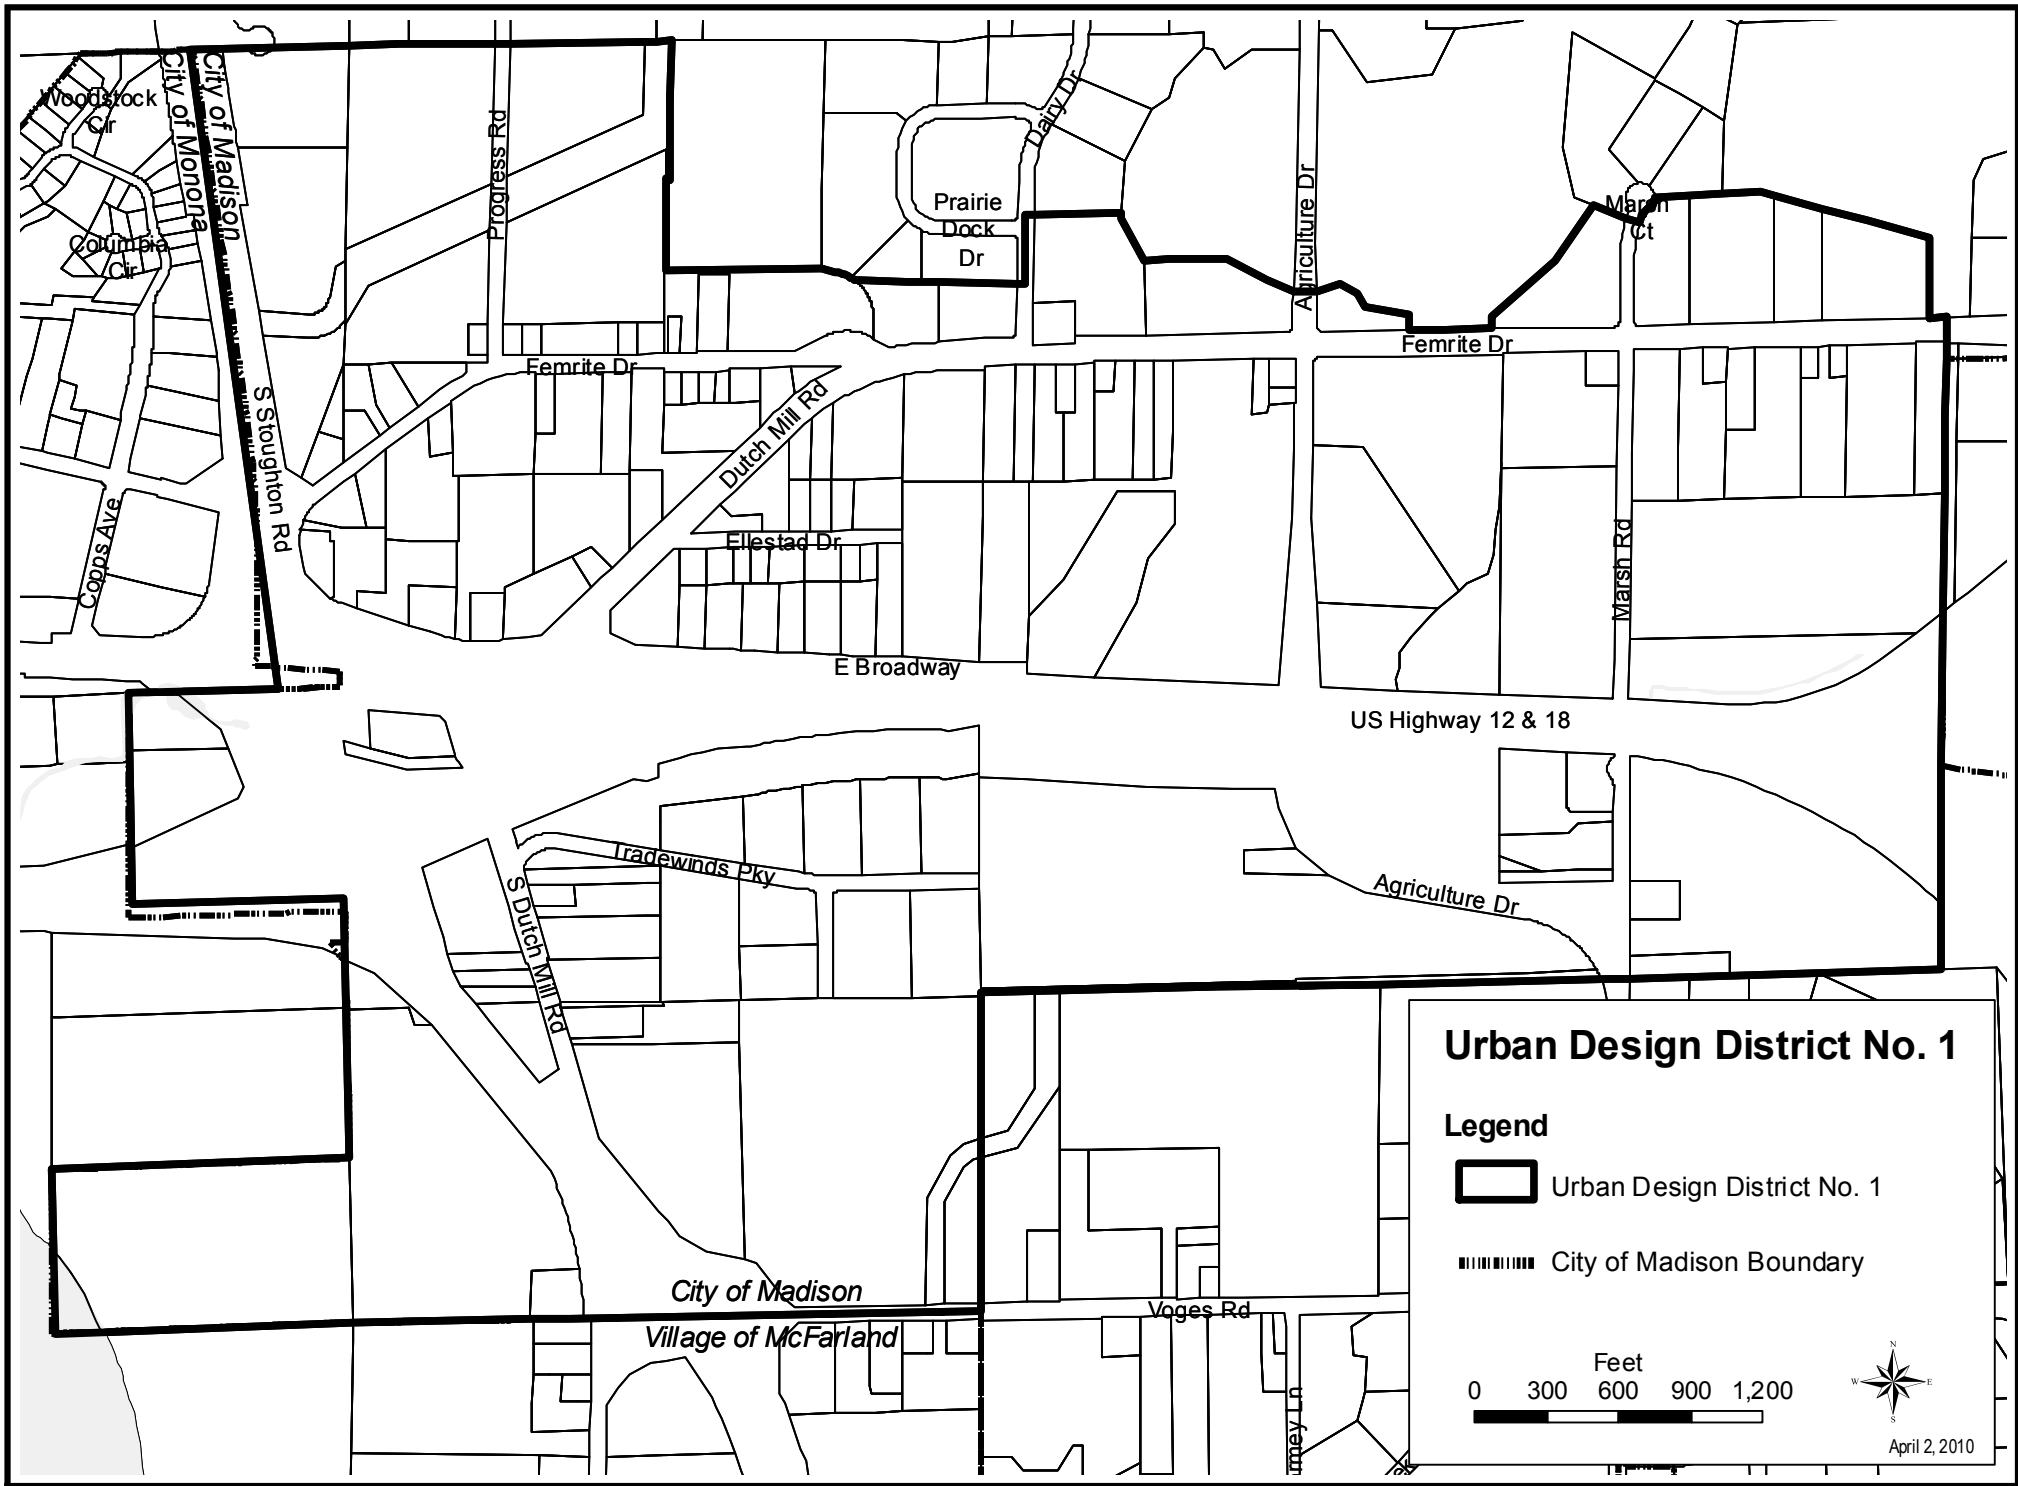 Woodstock
Cir
City of Monona
City of Madison
Progress Rd
Dairy Dr
Prairie
Dock
Dr
Agriculture Dr
Marsh
Ct
Columbia
Cir
Femrite Dr
Femrite Dr
S Stoughton Rd
Dutch Mill Rd
Copps Ave
Ellestad Dr
Marsh Rd
E Broadway
US Highway 12 & 18
Tradewinds Pky
Agriculture Dr
S Dutch Mill Rd
City of Madison
Village of McFarland
Voges Rd
mey Ln
Urban Design District No. 1
Legend
Urban Design District No. 1
City of Madison Boundary
Feet
0 300 600 900 1,200
N
W E
S
April 2, 2010